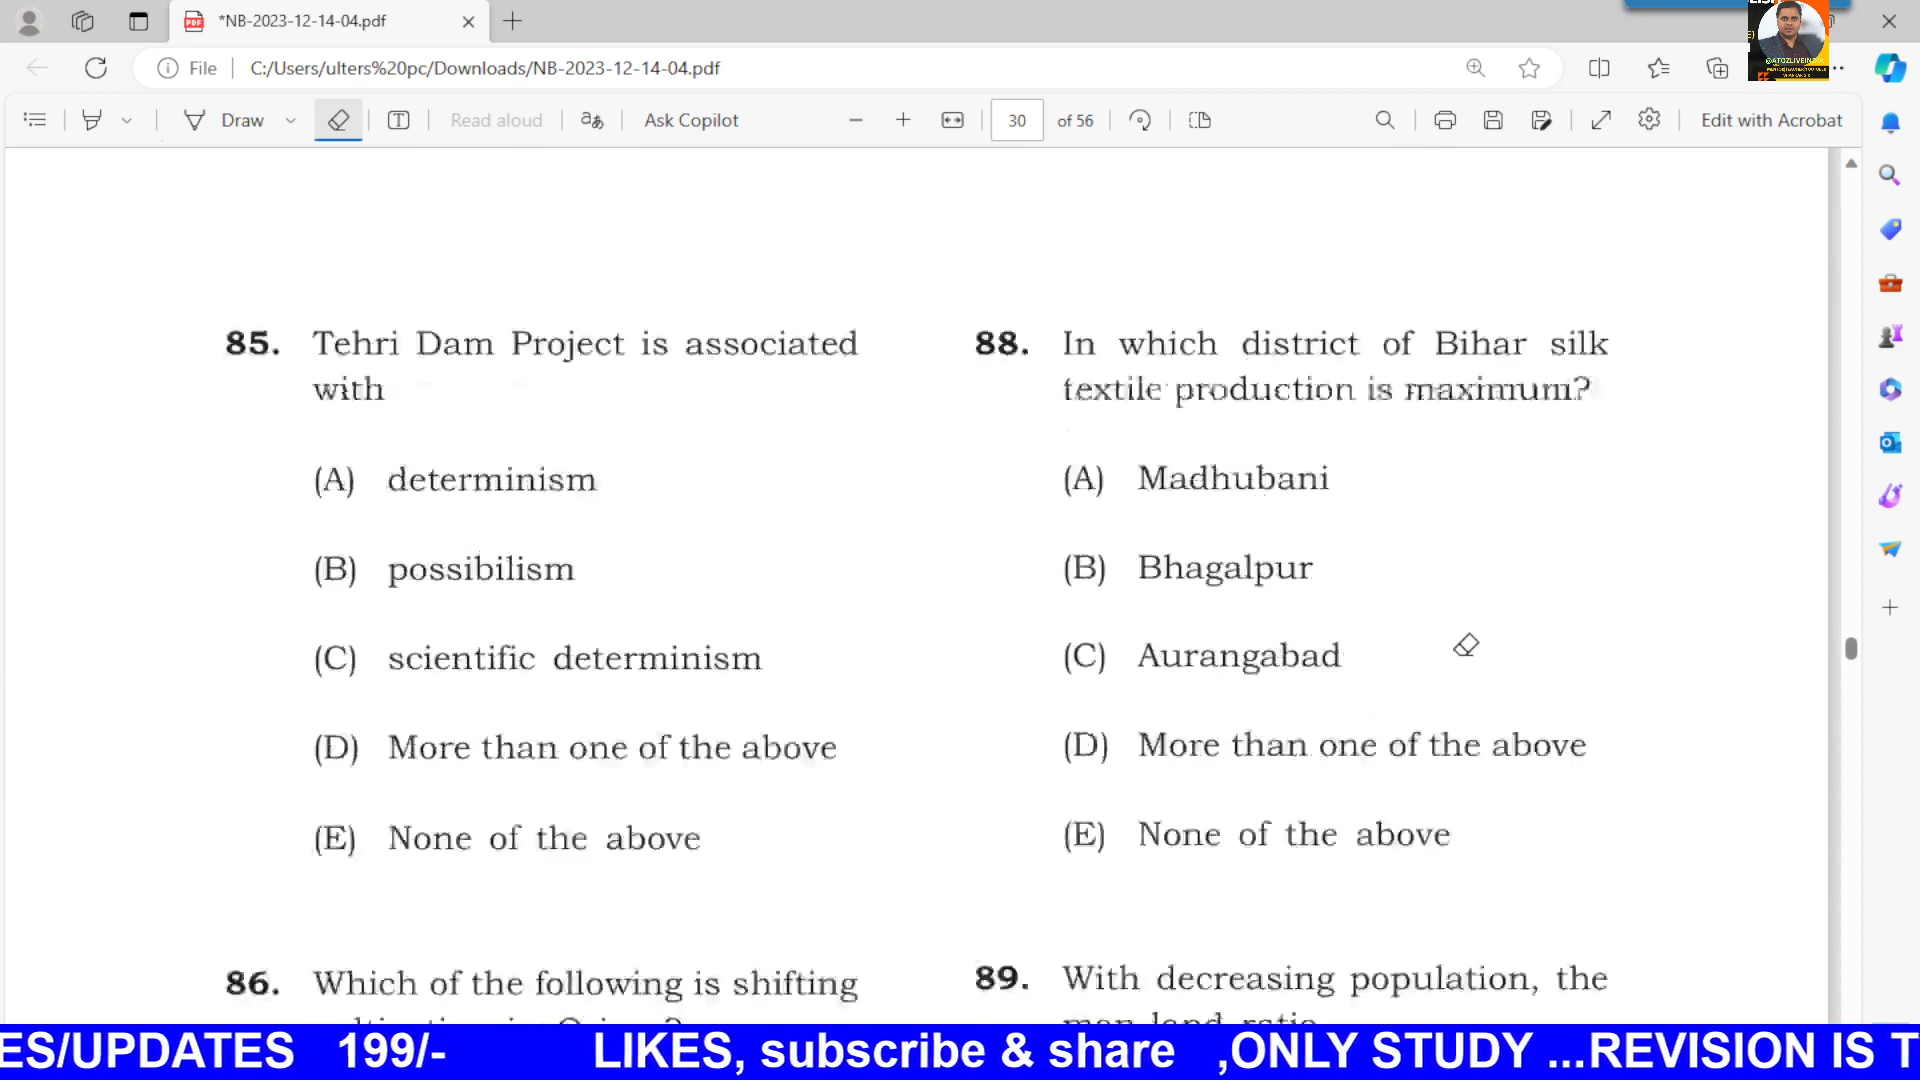 *NB-2023-12-14-04.pdf
File
C:/Users/ulters%20pc/Downloads/NB-2023-12-14-04.pdf
@ATOZLIVEINDIA
Draw
Read aloud
Ask Copilot
30 of 56
Edit with Acrobat
85. Tehri Dam Project is associated
with
(A) determinism
(B) possibilism
(C) scientific determinism
(D) More than one of the above
(E) None of the above
86. Which of the following is shifting
88. In which district of Bihar silk
textile production is maximum?
(A) Madhubani
(B) Bhagalpur
(C) Aurangabad
(D) More than one of the above
(E) None of the above
89. With decreasing population, the
man-land ratio
ES/UPDATES 199/- LIKES, subscribe & share ,ONLY STUDY ...REVISION IS T